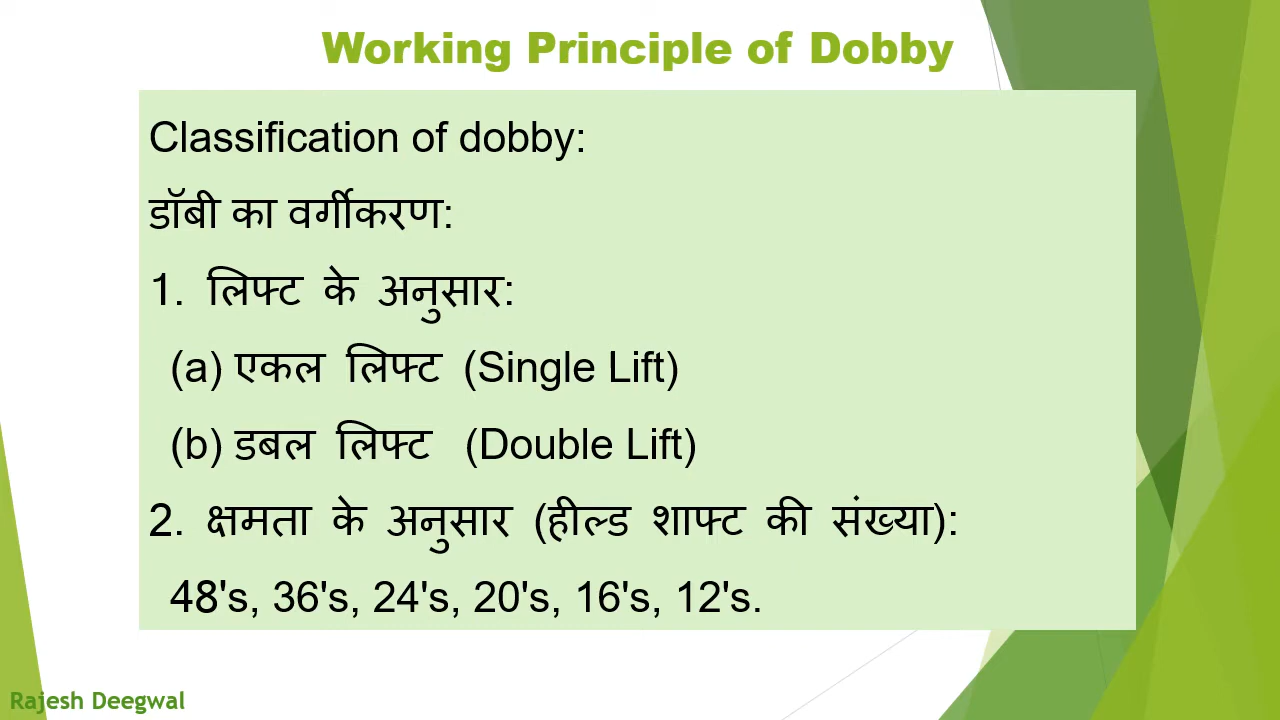 Working Principle of Dobby
Classification of dobby:
डॉबी का वर्गीकरण:
1. लिफ्ट के अनुसार:
(a) एकल लिफ्ट (Single Lift)
(b) डबल लिफ्ट (Double Lift)
2. क्षमता के अनुसार (हील्ड शाफ्ट की संख्या):
48's, 36's, 24's, 20's, 16's, 12's.
Rajesh Deegwal